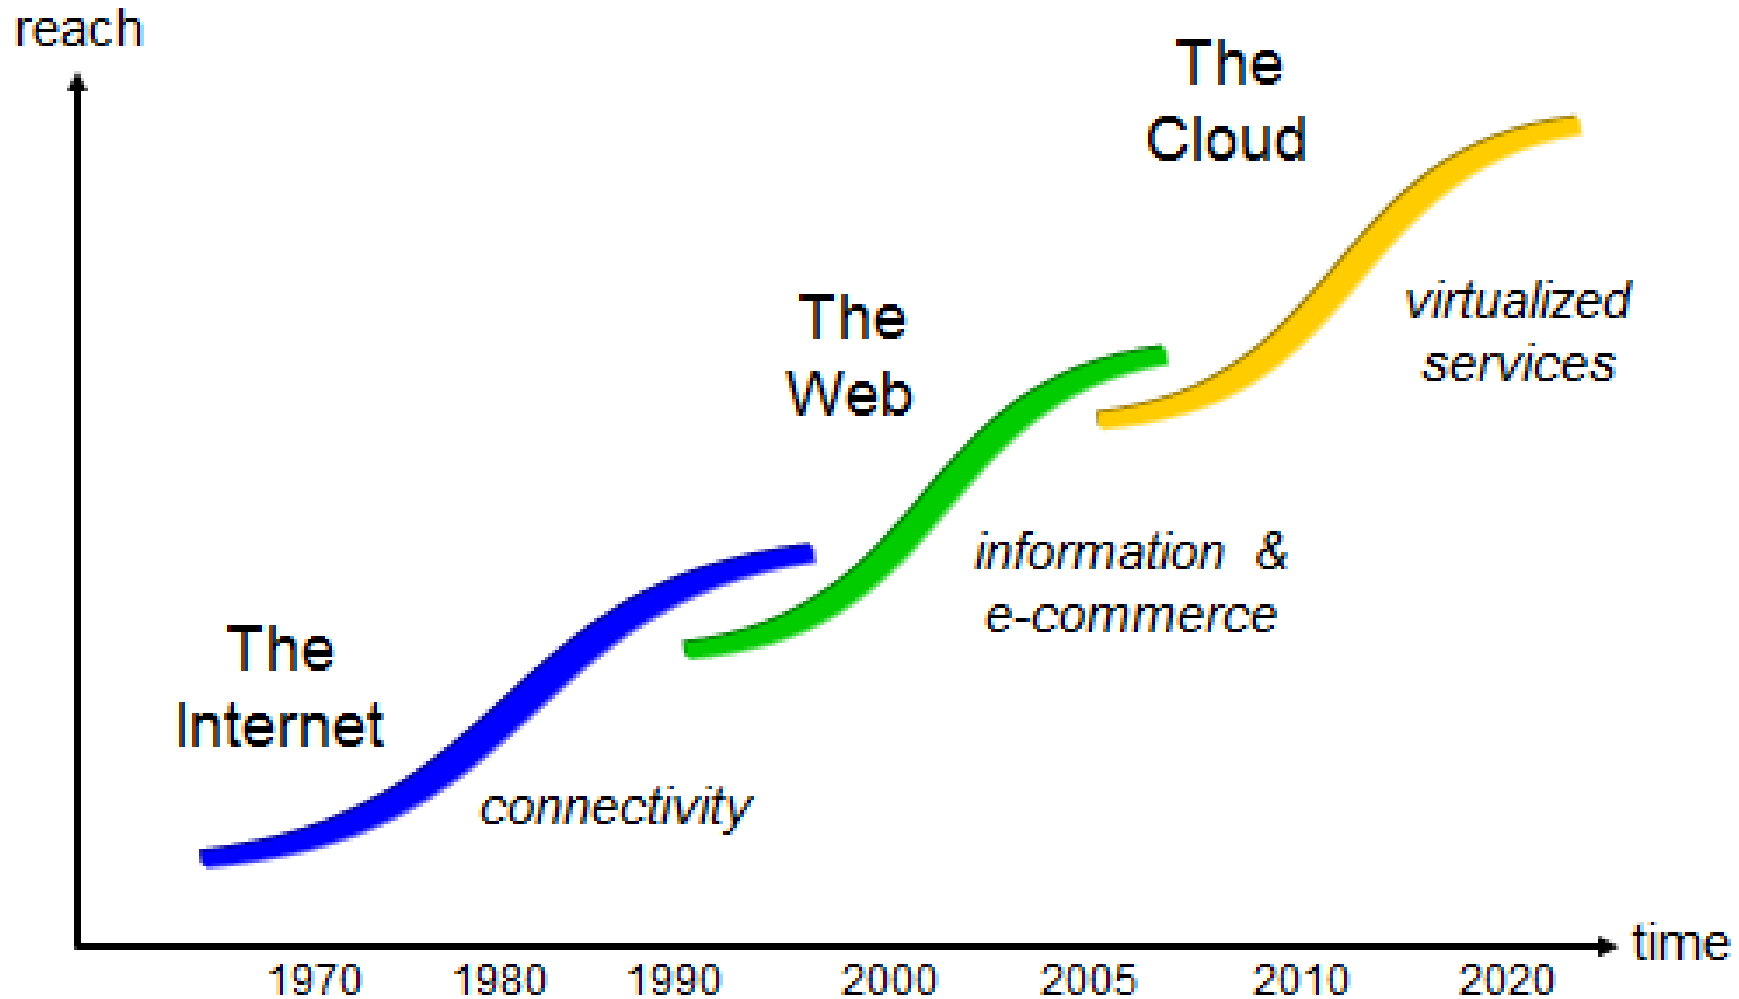 reach
The
Cloud
virtualized
services
The
Web
information &
e-commerce
The
Internet
connectivity
time
1970 1980 1990 2000 2005 2010 2020